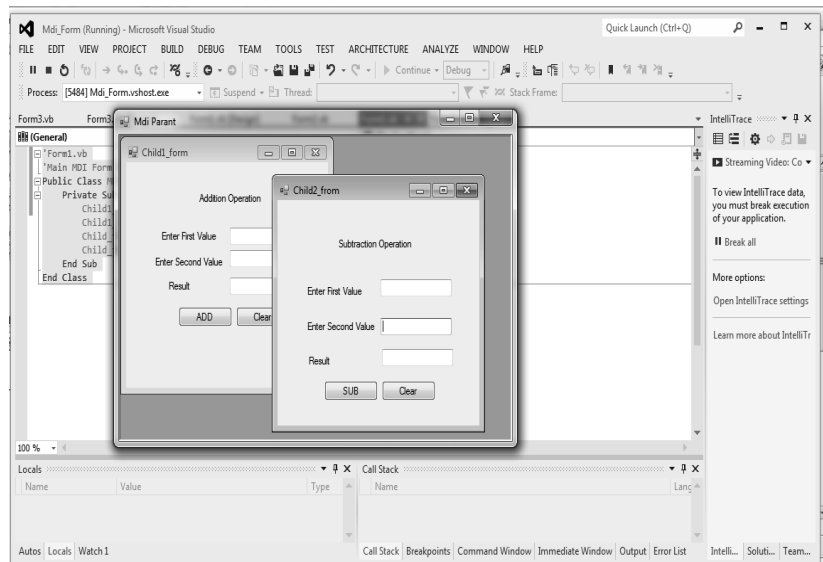 Mdi_Form (Running) - Microsoft Visual Studio
Quick Launch (Ctrl+Q)
FILE EDIT VIEW PROJECT BUILD DEBUG TEAM TOOLS TEST ARCHITECTURE ANALYZE WINDOW HELP
Continue Debug
Process: [5484] Mdi_Form.vshost.exe Suspend Thread: Stack Frame:
Form3.vb Form3
(General)
'Form1.vb
'Main MDI Form
Public Class M
Private Su
Child1
Child1
Child_
Child_
End Sub
End Class
100 %
Mdi Parant
Child1_form
Addition Operation
Enter First Value
Enter Second Value
Result
ADD Clear
Child2_from
Subtraction Operation
Enter First Value
Enter Second Value
Result
SUB Clear
IntelliTrace
Streaming Video: Co
To view IntelliTrace data,
you must break execution
of your application.
Break all
More options:
Open IntelliTrace settings
Learn more about IntelliTr
Locals
Name Value Type
Call Stack
Name Lang
Autos Locals Watch 1
Call Stack Breakpoints Command Window Immediate Window Output Error List
Intelli... Soluti... Team...